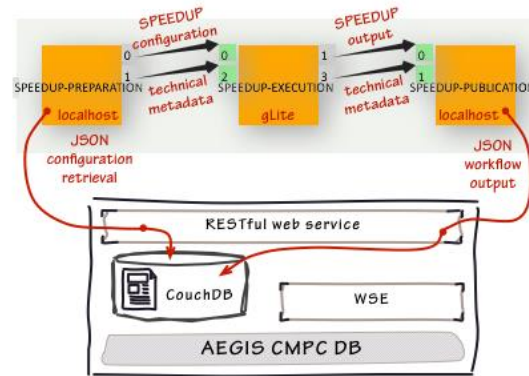 SPEEDUP
configuration
SPEEDUP
output
0
1
0
2
1
3
0
1
SPEEDUP-PREPARATION
SPEEDUP-EXECUTION
SPEEDUP-PUBLICATION
localhost
technical
metadata
gLite
technical
metadata
localhost
JSON
configuration
retrieval
JSON
workflow
output
RESTful web service
CouchDB
WSE
AEGIS CMPC DB